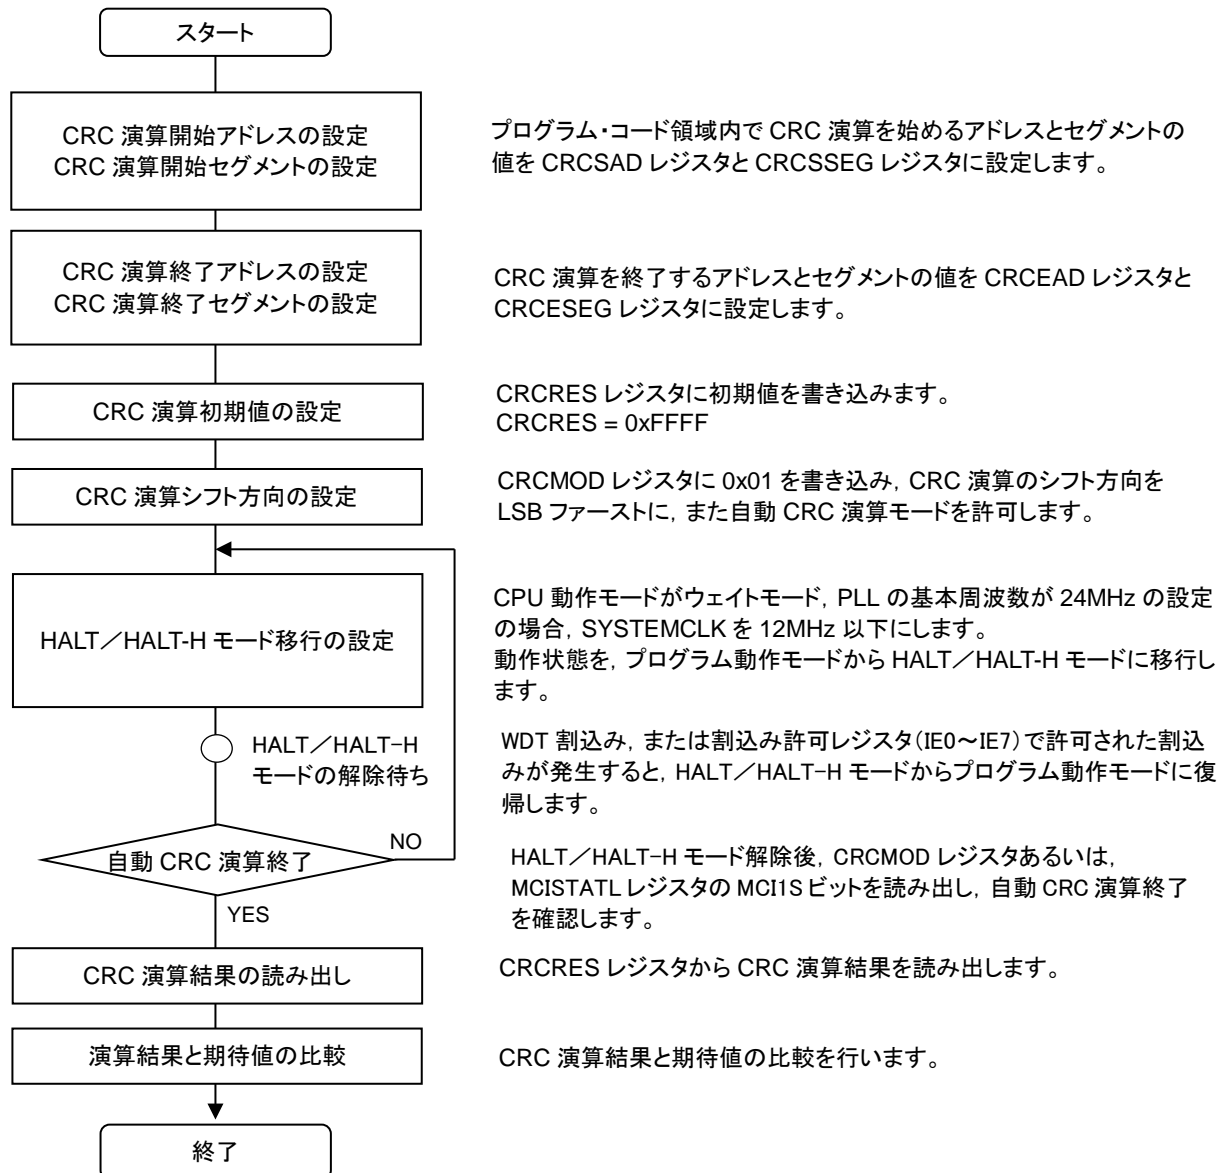 スタート
CRC 演算開始アドレスの設定
CRC 演算開始セグメントの設定
プログラム・コード領域内で CRC 演算を始めるアドレスとセグメントの
値を CRCSAD レジスタと CRCSSEG レジスタに設定します。
CRC 演算終了アドレスの設定
CRC 演算終了セグメントの設定
CRC 演算を終了するアドレスとセグメントの値を CRCEAD レジスタと
CRCESEG レジスタに設定します。
CRC 演算初期値の設定
CRCRES レジスタに初期値を書き込みます。
CRCRES = 0xFFFF
CRC 演算シフト方向の設定
CRCMOD レジスタに 0x01 を書き込み，CRC 演算のシフト方向を
LSB ファーストに，また自動 CRC 演算モードを許可します。
HALT／HALT-H モード移行の設定
CPU 動作モードがウェイトモード，PLL の基本周波数が 24MHz の設定
の場合，SYSTEMCLK を 12MHz 以下にします。
動作状態を，プログラム動作モードから HALT／HALT-H モードに移行し
ます。
HALT／HALT-H
モードの解除待ち
WDT 割込み，または割込み許可レジスタ（IE0～IE7）で許可された割込
みが発生すると，HALT／HALT-H モードからプログラム動作モードに復
帰します。
自動 CRC 演算終了
NO
YES
HALT／HALT-H モード解除後，CRCMOD レジスタあるいは，
MCISTATL レジスタの MCI1S ビットを読み出し，自動 CRC 演算終了
を確認します。
CRC 演算結果の読み出し
CRCRES レジスタから CRC 演算結果を読み出します。
演算結果と期待値の比較
CRC 演算結果と期待値の比較を行います。
終了